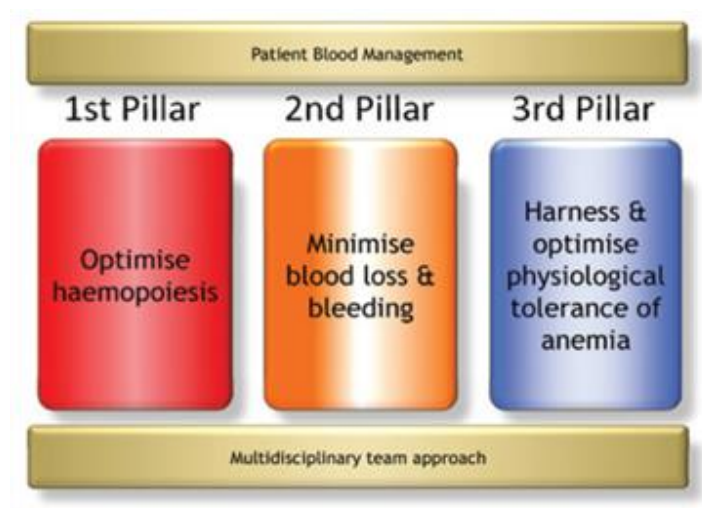 Patient Blood Management
1st Pillar
2nd Pillar
3rd Pillar
Optimise
haemopoiesis
Minimise
blood loss &
bleeding
Harness &
optimise
physiological
tolerance of
anemia
Multidisciplinary team approach